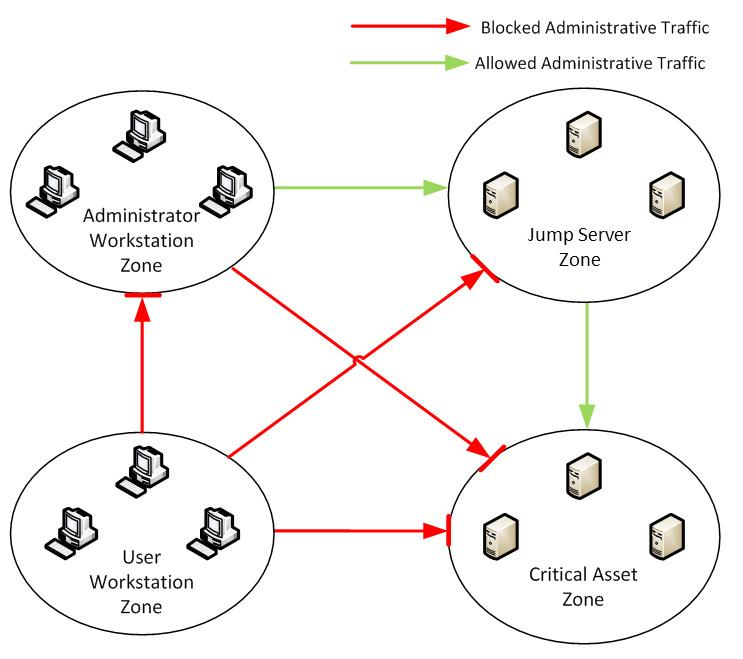 Blocked Administrative Traffic
Allowed Administrative Traffic
Administrator
Workstation
Zone
Jump Server
Zone
User
Workstation
Zone
Critical Asset
Zone